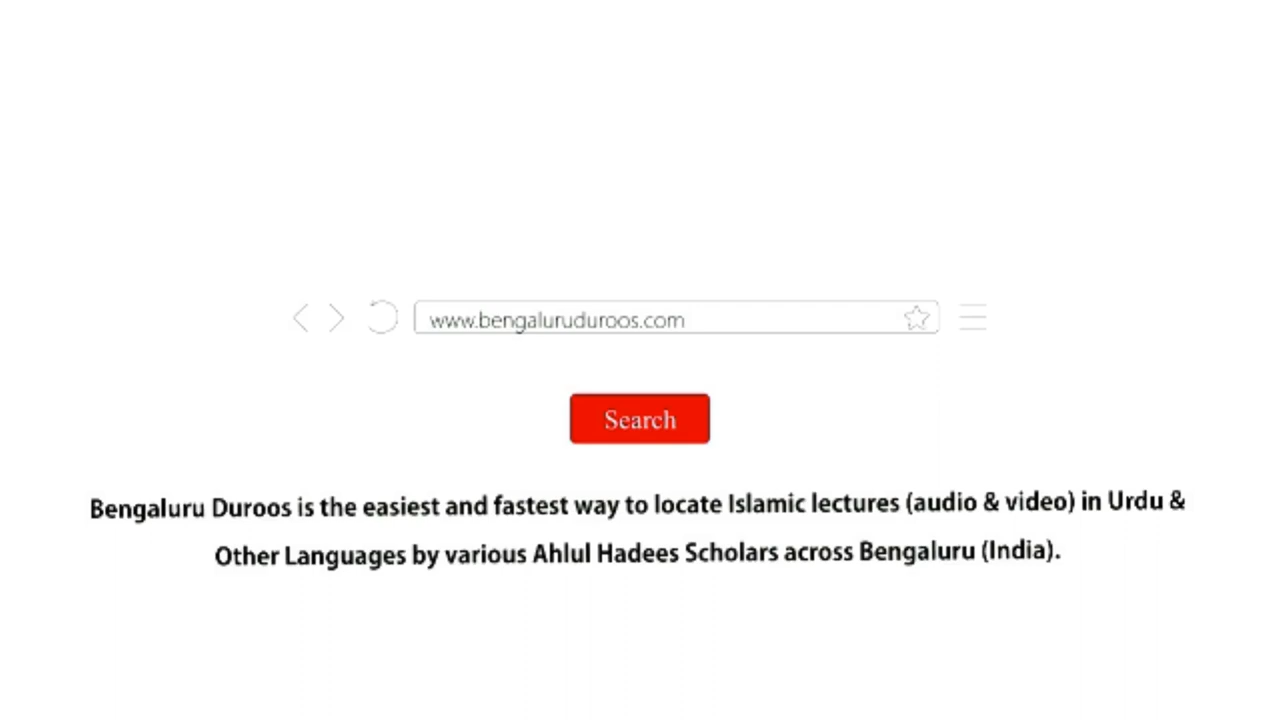 www.bengaluruduroos.com
Search
Bengaluru Duroos is the easiest and fastest way to locate Islamic lectures (audio & video) in Urdu &
Other Languages by various Ahlul Hadees Scholars across Bengaluru (India).